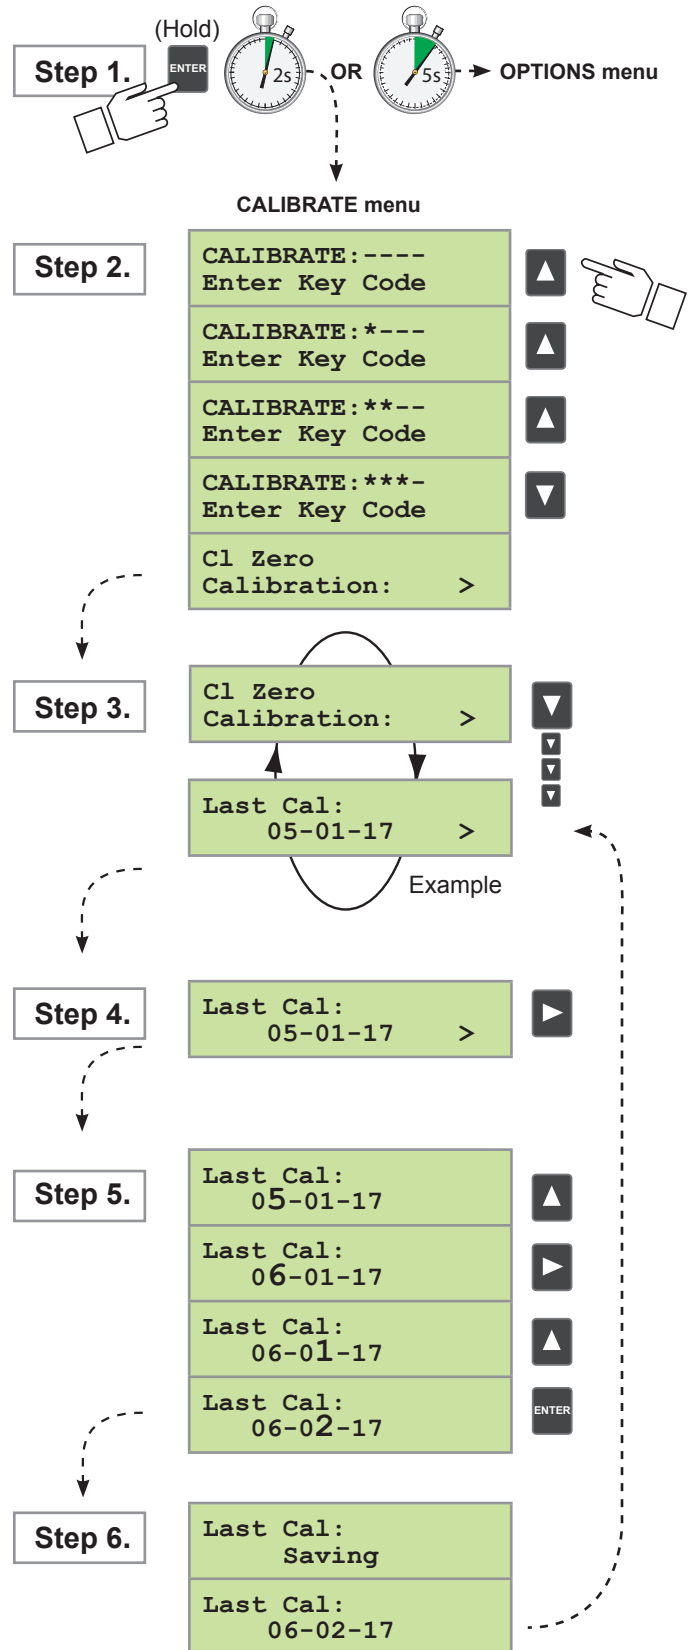 (Hold)
Step 1.
ENTER
2s
OR
5s
OPTIONS menu
CALIBRATE menu
Step 2.
CALIBRATE:----
Enter Key Code
CALIBRATE:*---
Enter Key Code
CALIBRATE:**--
Enter Key Code
CALIBRATE:***-
Enter Key Code
Cl Zero
Calibration: >
Step 3.
Cl Zero
Calibration: >
Last Cal:
05-01-17 >
Example
Step 4.
Last Cal:
05-01-17 >
Step 5.
Last Cal:
05-01-17
Last Cal:
06-01-17
Last Cal:
06-01-17
Last Cal:
06-02-17
ENTER
Step 6.
Last Cal:
Saving
Last Cal:
06-02-17